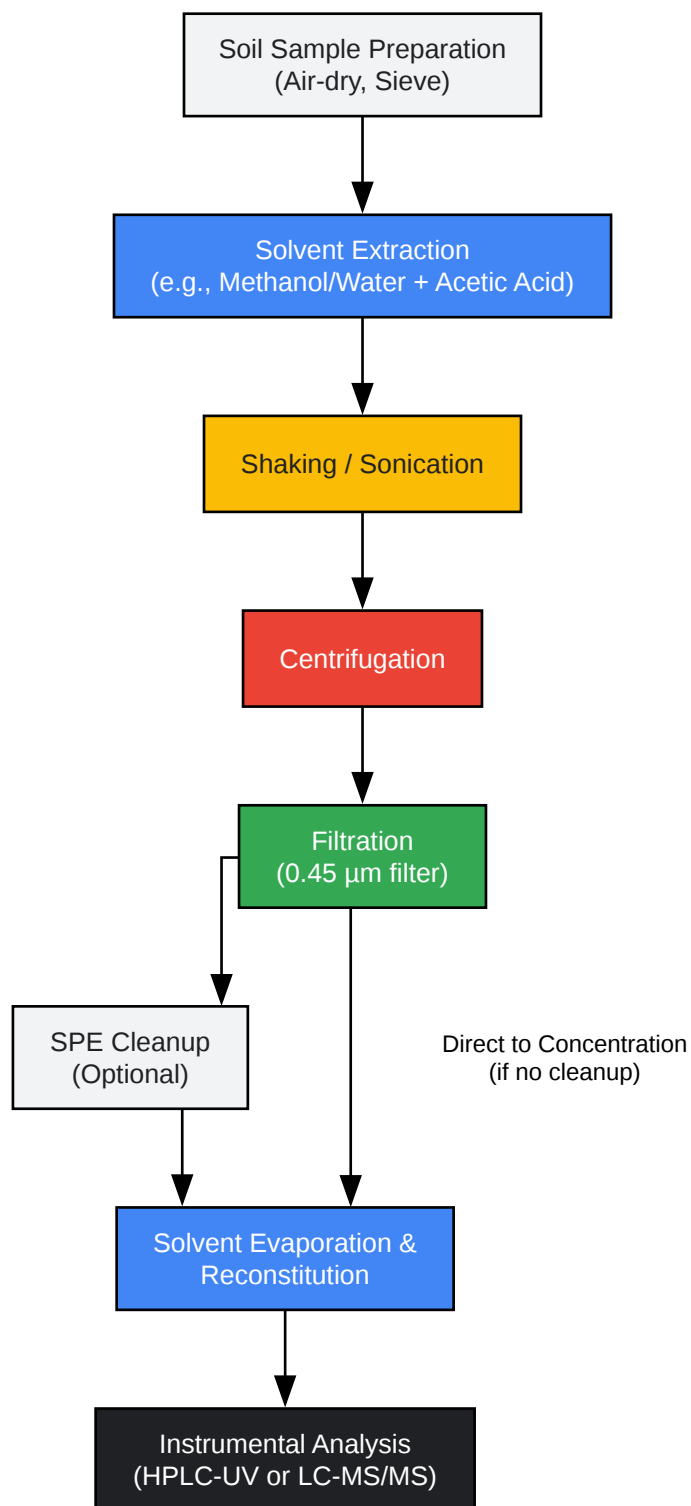 Soil Sample Preparation
(Air-dry, Sieve)
Solvent Extraction
(e.g., Methanol/Water + Acetic Acid)
Shaking / Sonication
Centrifugation
Filtration
(0.45 µm filter)
SPE Cleanup
(Optional)
Direct to Concentration
(if no cleanup)
Solvent Evaporation &
Reconstitution
Instrumental Analysis
(HPLC-UV or LC-MS/MS)